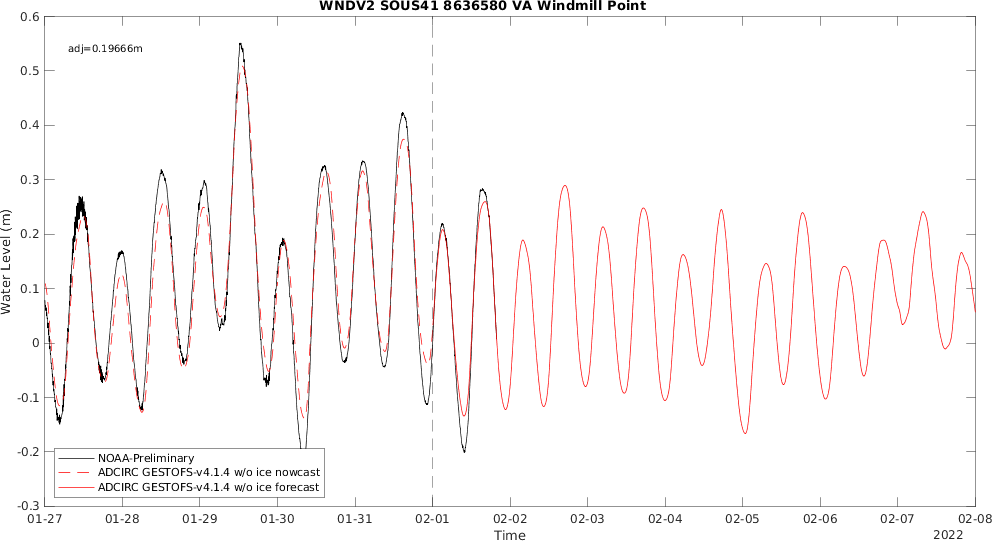 WNDV2 SOUS41 8636580 VA Windmill Point
adj=0.19666m
0.6
0.5
0.4
0.3
0.2
0.1
0
-0.1
-0.2
-0.3
Water Level (m)
NOAA-Preliminary
ADCIRC GESTOFS-v4.1.4 w/o ice nowcast
ADCIRC GESTOFS-v4.1.4 w/o ice forecast
01-27 01-28 01-29 01-30 01-31 02-01 02-02 02-03 02-04 02-05 02-06 02-07 02-08
Time
2022